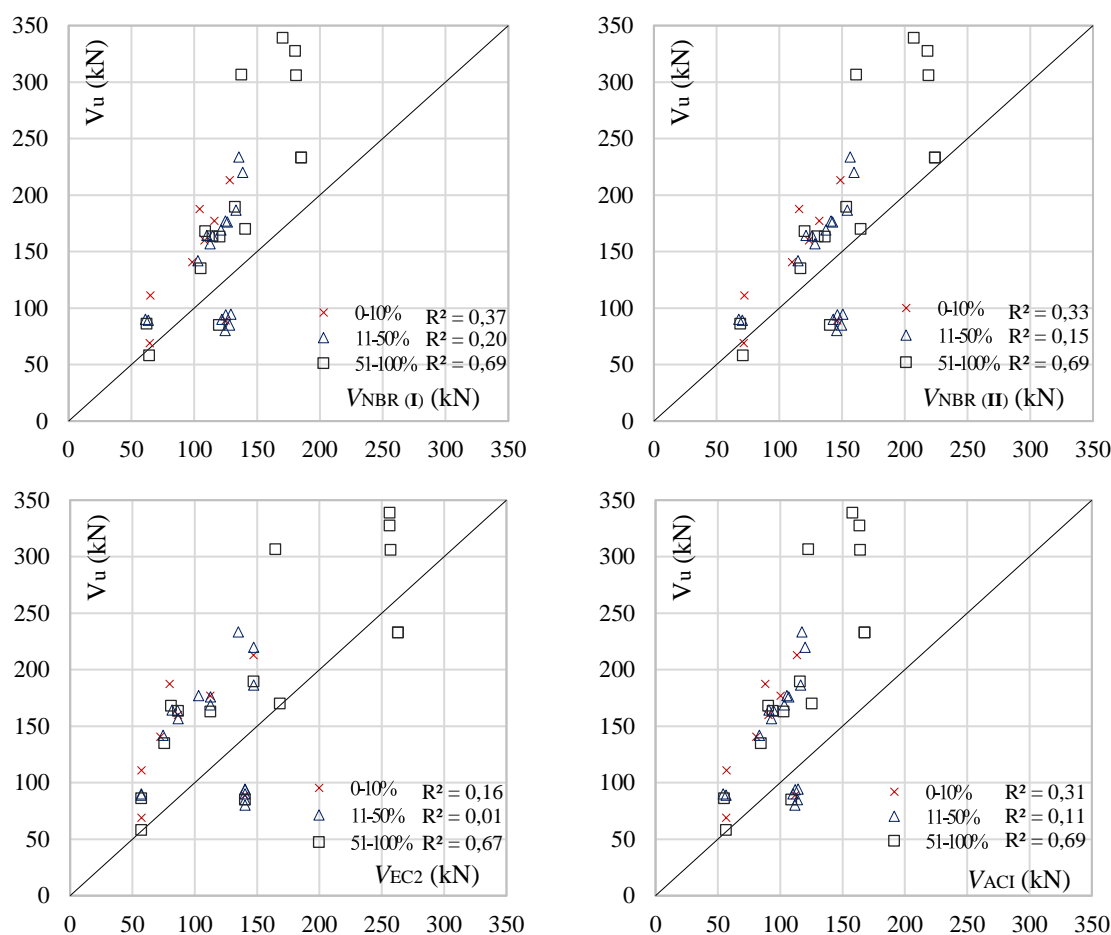 350
300
250
200
150
100
50
0
Vu (kN)
0-10% R² = 0,37
11-50% R² = 0,20
51-100% R² = 0,69
VNBR (I) (kN)
0 50 100 150 200 250 300 350
350
300
250
200
150
100
50
0
Vu (kN)
0-10% R² = 0,33
11-50% R² = 0,15
51-100% R² = 0,69
VNBR (II) (kN)
0 50 100 150 200 250 300 350
350
300
250
200
150
100
50
0
Vu (kN)
0-10% R² = 0,16
11-50% R² = 0,01
51-100% R² = 0,67
VEC2 (kN)
0 50 100 150 200 250 300 350
350
300
250
200
150
100
50
0
Vu (kN)
0-10% R² = 0,31
11-50% R² = 0,11
51-100% R² = 0,69
VACI (kN)
0 50 100 150 200 250 300 350